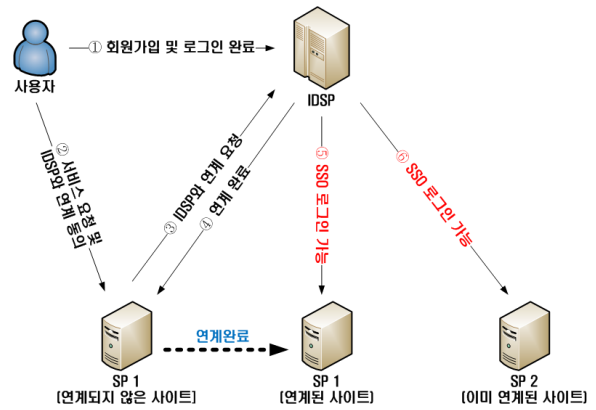 ① 회원가입 및 로그인 완료
사용자
IDSP
② 서비스 요청 및
IDSP와 연계 동의
③ IDSP와 연계 요청
④ 연계 완료
⑤ SSO 로그인 가능
⑥ SSO 로그인 가능
연계완료
SP 1
(연계되지 않은 사이트)
SP 1
(연계된 사이트)
SP 2
(이미 연계된 사이트)